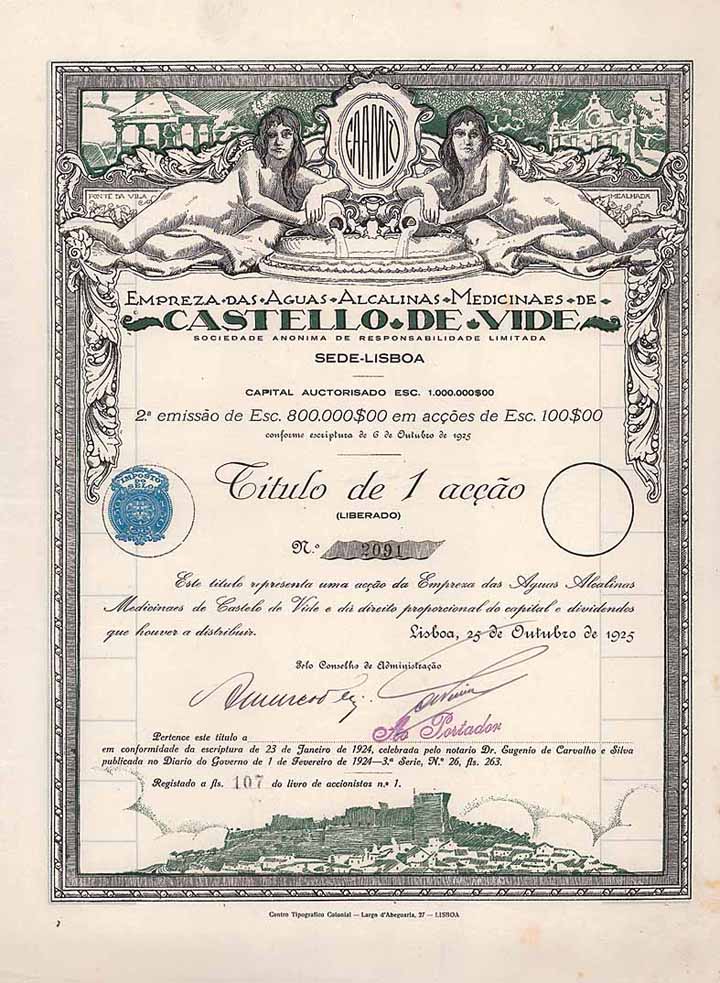 FONTE DA VILA
MEALHADA
EMPREZA DAS AGUAS ALCALINAS MEDICINAES DE
CASTELLO DE VIDE
SOCIEDADE ANONIMA DE RESPONSABILIDADE LIMITADA
SEDE-LISBOA
CAPITAL AUCTORISADO ESC. 1.000.000$00
2.ª emissão de Esc. 800.000$00 em acções de Esc. 100$00
conforme escriptura de 6 de Outubro de 1925
Titulo de 1 acção
IMPOSTO
DO
SELO
(LIBERADO)
N.º 2091
Este titulo representa uma acção da Empreza das Aguas Alcalinas
Medicinaes de Castelo de Vide e dá direito proporcional do capital e dividendos
que houver a distribuir. Lisboa, 25 de Outubro de 1925
Pelo Conselho de Administração
Pertence este titulo a Ao Portador
em conformidade da escriptura de 23 de Janeiro de 1924, celebrada pelo notario Dr. Eugenio de Carvalho e Silva
publicada no Diario do Governo de 1 de Fevereiro de 1924—3.ª Serie, N.º 26, fls. 263.
Registado a fls. 107 do livro de accionistas n.º 1.
Centro Tipografico Colonial — Largo d'Abegoaria, 27 — LISBOA